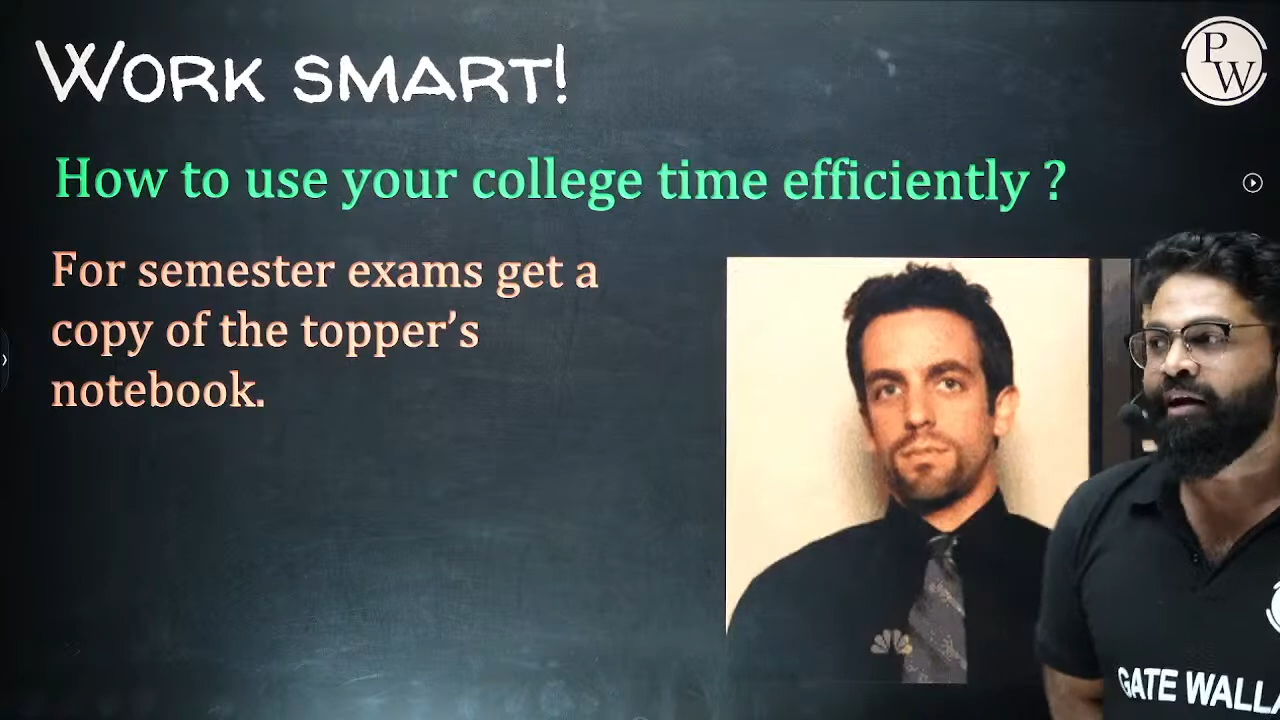 Work smart!
P
W
How to use your college time efficiently ?
For semester exams get a
copy of the topper’s
notebook.
GATE WALLA